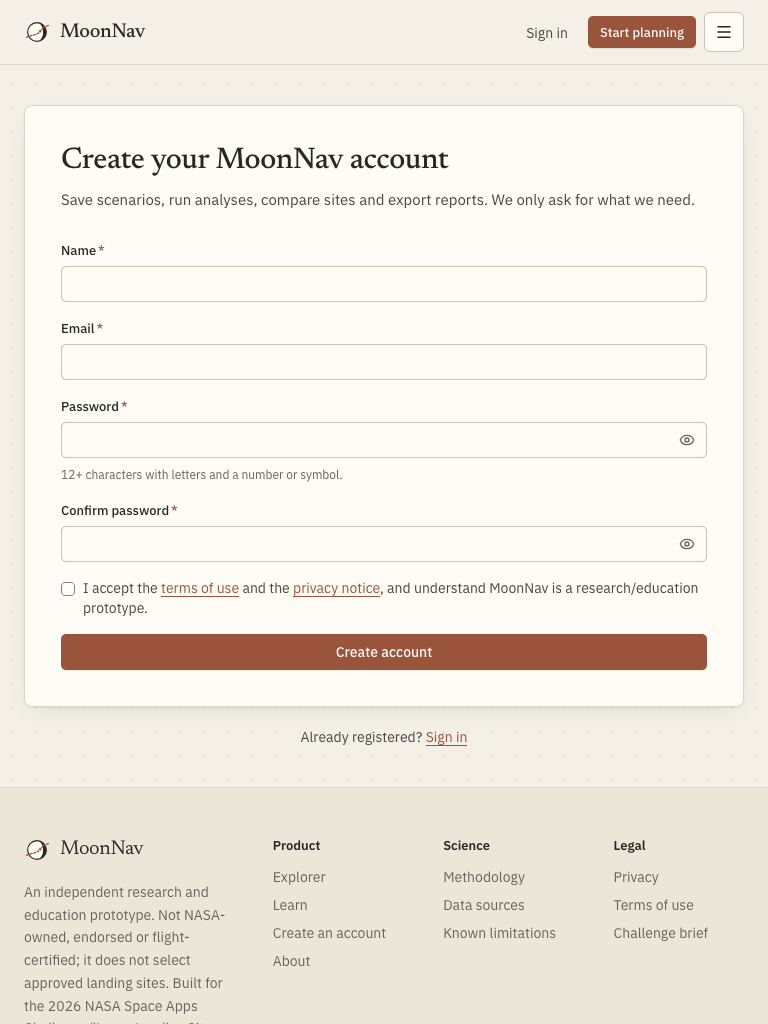 MoonNav
Sign in
Start planning
Create your MoonNav account
Save scenarios, run analyses, compare sites and export reports. We only ask for what we need.
Name *
Email *
Password *
12+ characters with letters and a number or symbol.
Confirm password *
I accept the terms of use and the privacy notice, and understand MoonNav is a research/education
prototype.
Create account
Already registered? Sign in
MoonNav
An independent research and
education prototype. Not NASA-
owned, endorsed or flight-
certified; it does not select
approved landing sites. Built for
the 2026 NASA Space Apps
Product
Explorer
Learn
Create an account
About
Science
Methodology
Data sources
Known limitations
Legal
Privacy
Terms of use
Challenge brief